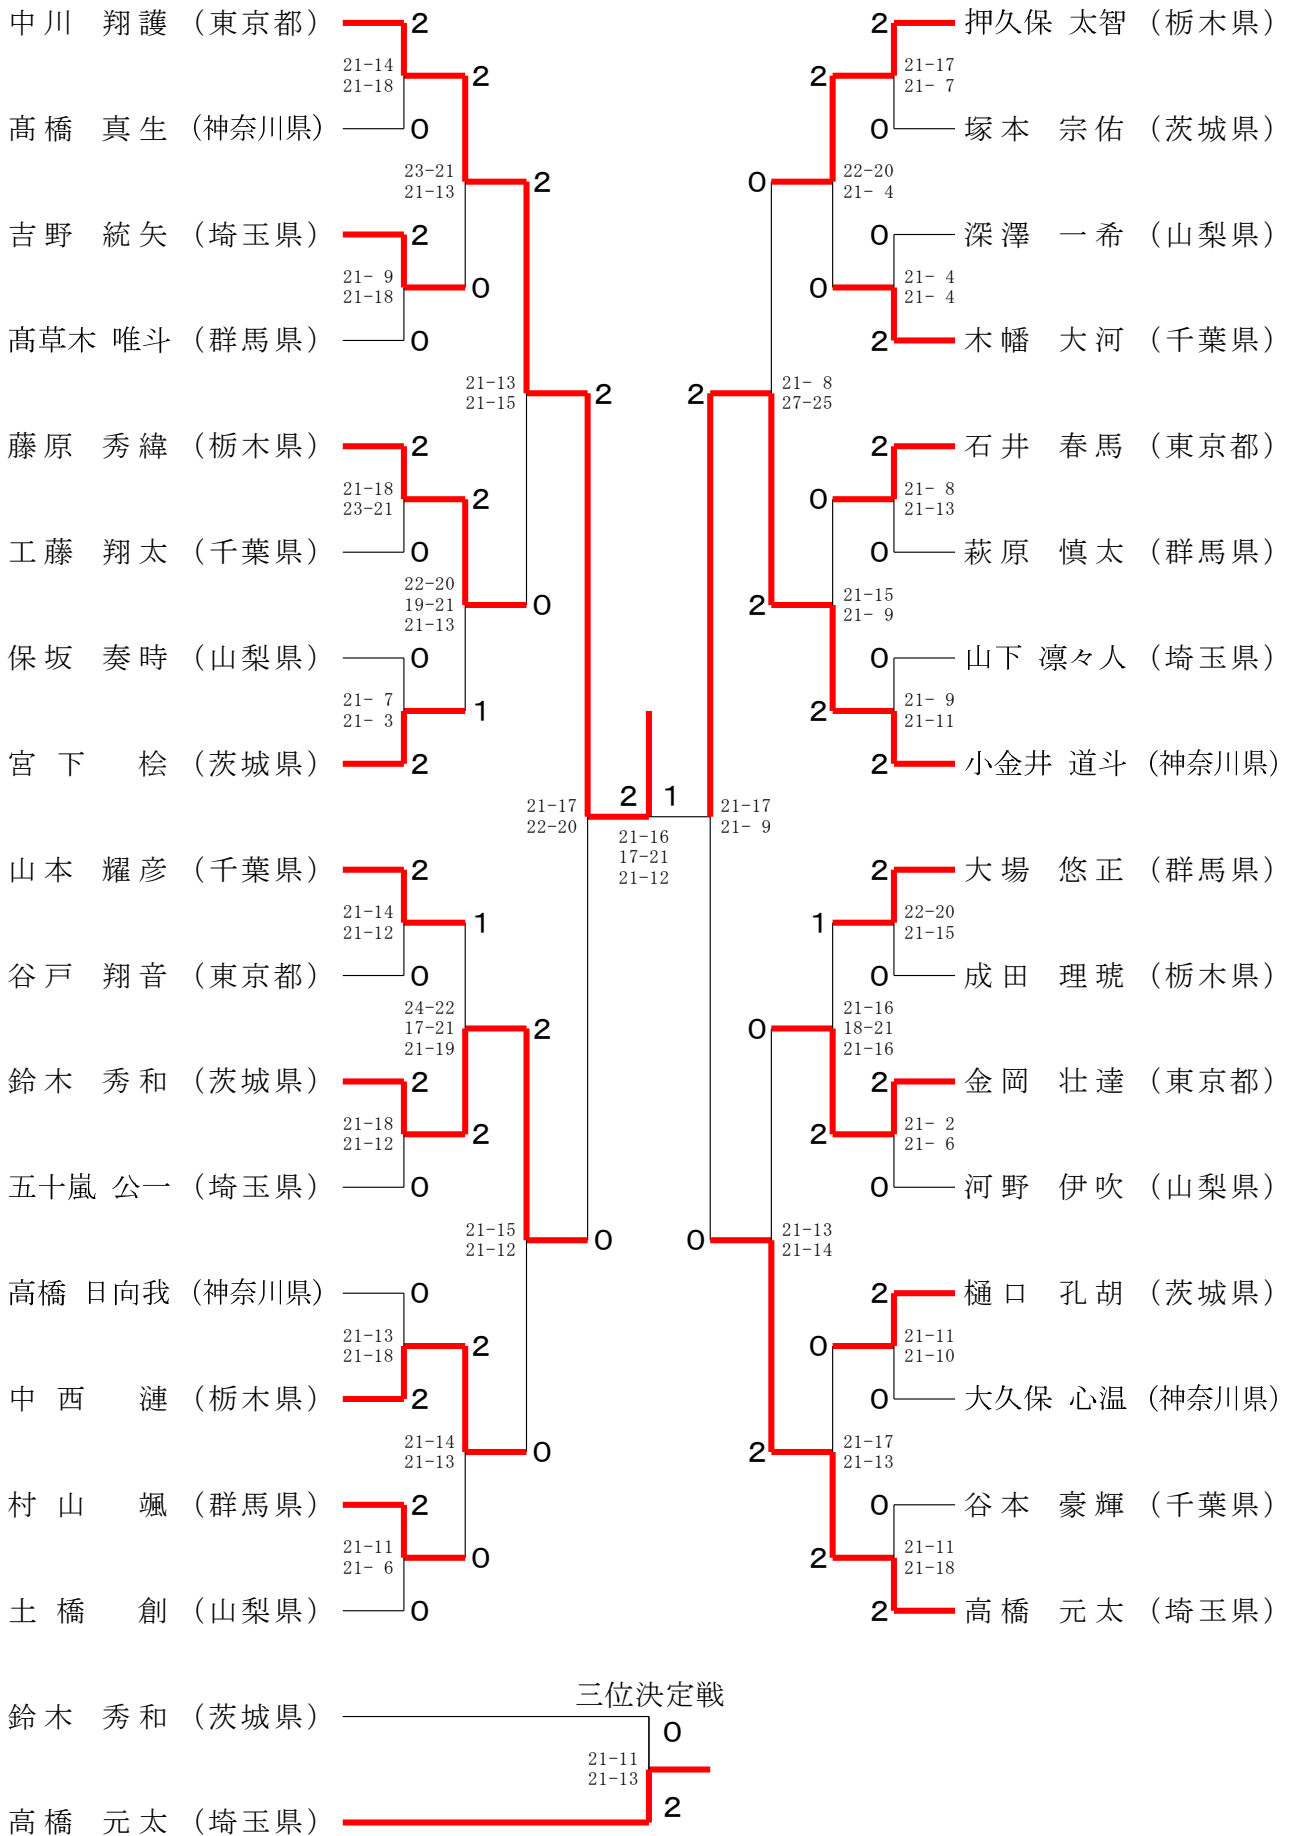 中川 翔護 (東京都) 2
21-14
21-18
2
髙橋 真生 (神奈川県) 0
23-21
21-13
2
吉野 統矢 (埼玉県) 2
21- 9
21-18
0
髙草木 唯斗 (群馬県) 0
21-13
21-15
2
藤原 秀緯 (栃木県) 2
21-18
23-21
2
工藤 翔太 (千葉県) 0
22-20
19-21
21-13
0
保坂 奏時 (山梨県) 0
21- 7
21- 3
1
宮下 桧 (茨城県) 2
21-17
22-20
2
山本 耀彦 (千葉県) 2
21-14
21-12
1
谷戸 翔音 (東京都) 0
24-22
17-21
21-19
2
鈴木 秀和 (茨城県) 2
21-18
21-12
2
五十嵐 公一 (埼玉県) 0
21-15
21-12
0
高橋 日向我 (神奈川県) 0
21-13
21-18
2
中西 漣 (栃木県) 2
21-14
21-13
0
村山 颯 (群馬県) 2
21-11
21- 6
0
土橋 創 (山梨県) 0
1
21-16
17-21
21-12
2 押久保 太智 (栃木県)
2
21-17
21- 7
0 塚本 宗佑 (茨城県)
0
22-20
21- 4
0 深澤 一希 (山梨県)
0
21- 4
21- 4
2 木幡 大河 (千葉県)
2
21- 8
27-25
2 石井 春馬 (東京都)
0
21- 8
21-13
0 萩原 慎太 (群馬県)
2
21-15
21- 9
0 山下 凛々人 (埼玉県)
2
21- 9
21-11
2 小金井 道斗 (神奈川県)
21-17
21- 9
2 大場 悠正 (群馬県)
1
22-20
21-15
0 成田 理琥 (栃木県)
0
21-16
18-21
21-16
2 金岡 壮達 (東京都)
2
21- 2
21- 6
0 河野 伊吹 (山梨県)
0
21-13
21-14
2 樋口 孔胡 (茨城県)
0
21-11
21-10
0 大久保 心温 (神奈川県)
2
21-17
21-13
0 谷本 豪輝 (千葉県)
2
21-11
21-18
2 高橋 元太 (埼玉県)
三位決定戦
鈴木 秀和 (茨城県) 0
21-11
21-13
高橋 元太 (埼玉県) 2